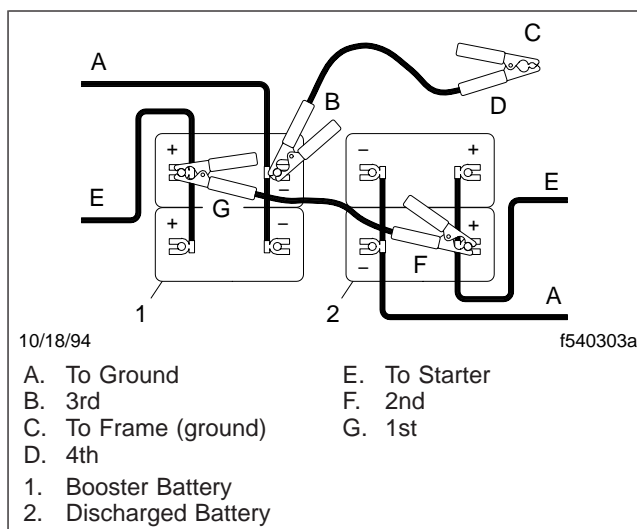 C
A
B
D
+
–
+
E
–
E
G
+
–
+
F
–
A
1
2
10/18/94
f540303a
A. To Ground
B. 3rd
C. To Frame (ground)
D. 4th
E. To Starter
F. 2nd
G. 1st
1. Booster Battery
2. Discharged Battery